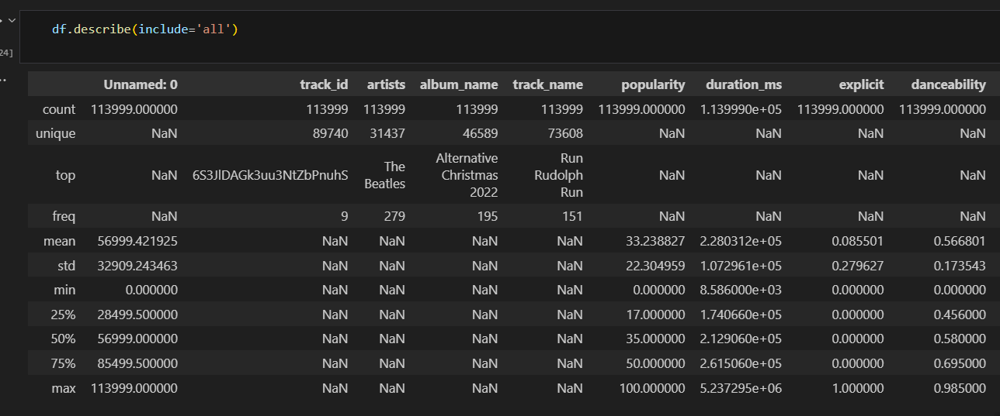 df.describe(include='all')
24]
Unnamed: 0 track_id artists album_name track_name popularity duration_ms explicit danceability
count 113999.000000 113999 113999 113999 113999 113999.000000 1.139990e+05 113999.000000 113999.000000
unique NaN 89740 31437 46589 73608 NaN NaN NaN NaN
top NaN 6S3JlDAGk3uu3NtZbPnuhS The Beatles Alternative Christmas 2022 Run Rudolph Run NaN NaN NaN NaN
freq NaN 9 279 195 151 NaN NaN NaN NaN
mean 56999.421925 NaN NaN NaN NaN 33.238827 2.280312e+05 0.085501 0.566801
std 32909.243463 NaN NaN NaN NaN 22.304959 1.072961e+05 0.279627 0.173543
min 0.000000 NaN NaN NaN NaN 0.000000 8.586000e+03 0.000000 0.000000
25% 28499.500000 NaN NaN NaN NaN 17.000000 1.740660e+05 0.000000 0.456000
50% 56999.000000 NaN NaN NaN NaN 35.000000 2.129060e+05 0.000000 0.580000
75% 85499.500000 NaN NaN NaN NaN 50.000000 2.615060e+05 0.000000 0.695000
max 113999.000000 NaN NaN NaN NaN 100.000000 5.237295e+06 1.000000 0.985000